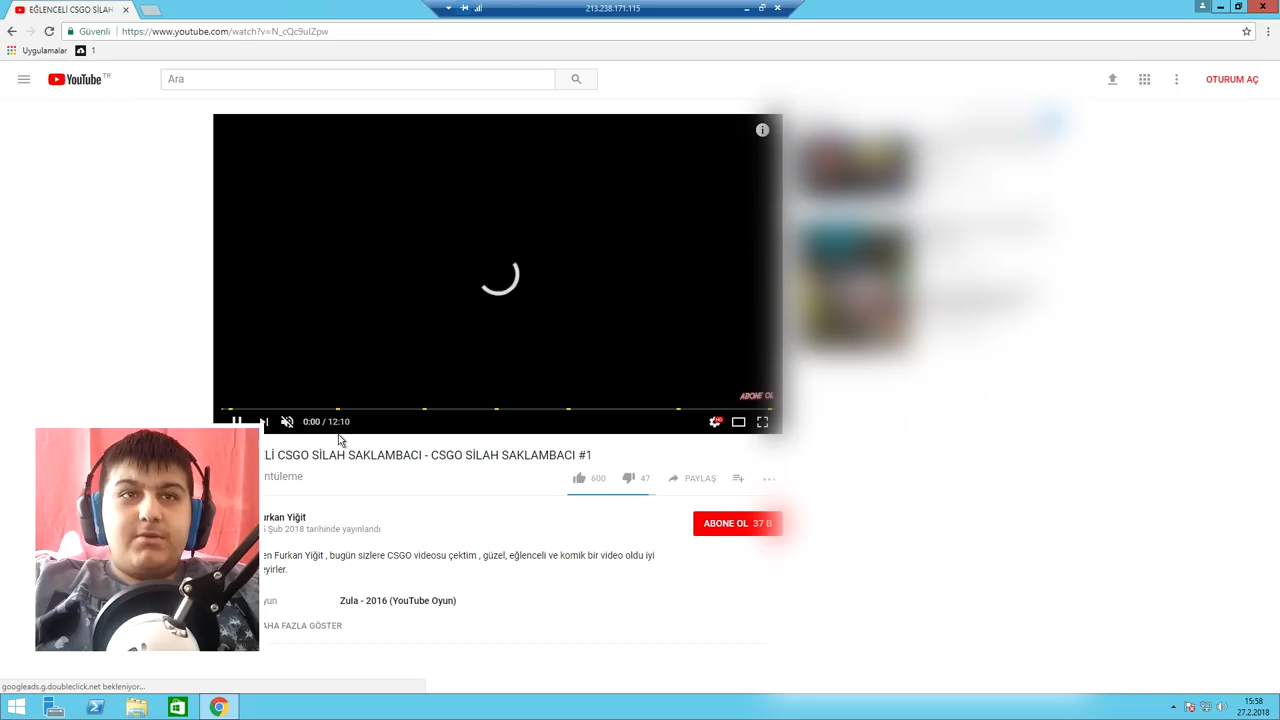 EĞLENCELİ CSGO SİLAH
213.238.171.115
Güvenli
https://www.youtube.com/watch?v=N_cQc9uIZpw
Uygulamalar
1
YouTube TR
Ara
OTURUM AÇ
ABONE OL
0:00 / 12:10
HD
Lİ CSGO SİLAH SAKLAMBACI - CSGO SİLAH SAKLAMBACI #1
ntüleme
600
47
PAYLAŞ
urkan Yiğit
Şub 2018 tarihinde yayınlandı
ABONE OL 37 B
en Furkan Yiğit , bugün sizlere CSGO videosu çektim , güzel, eğlenceli ve komik bir video oldu iyi
eyirler.
yun
Zula - 2016 (YouTube Oyun)
AHA FAZLA GÖSTER
googleads.g.doubleclick.net bekleniyor...
15:58
27.2.2018